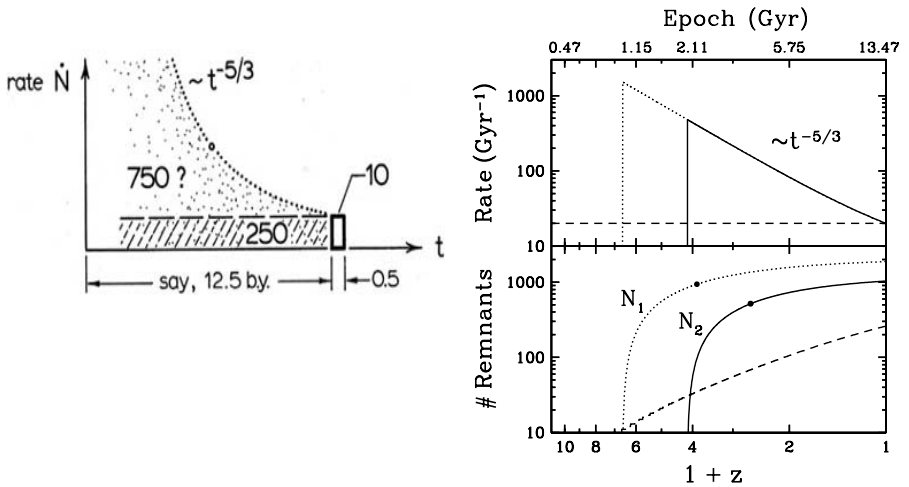 rate Ṅ
~ t^-5/3
750 ?
10
250
t
say, 12.5 b.y.
0.5
Epoch (Gyr)
0.47 1.15 2.11 5.75 13.47
Rate (Gyr⁻¹)
1000
100
10
~t^-5/3
# Remnants
1000
100
10
N₁
N₂
10 8 6 4 2 1
1 + z